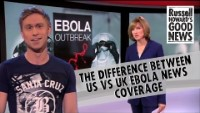 Russell
HOWARD'S
GOOD
NEWS
EBOLA
OUTBREAK
THE DIFFERENCE BETWEEN
US VS UK EBOLA NEWS
COVERAGE
SANTA CRUZ